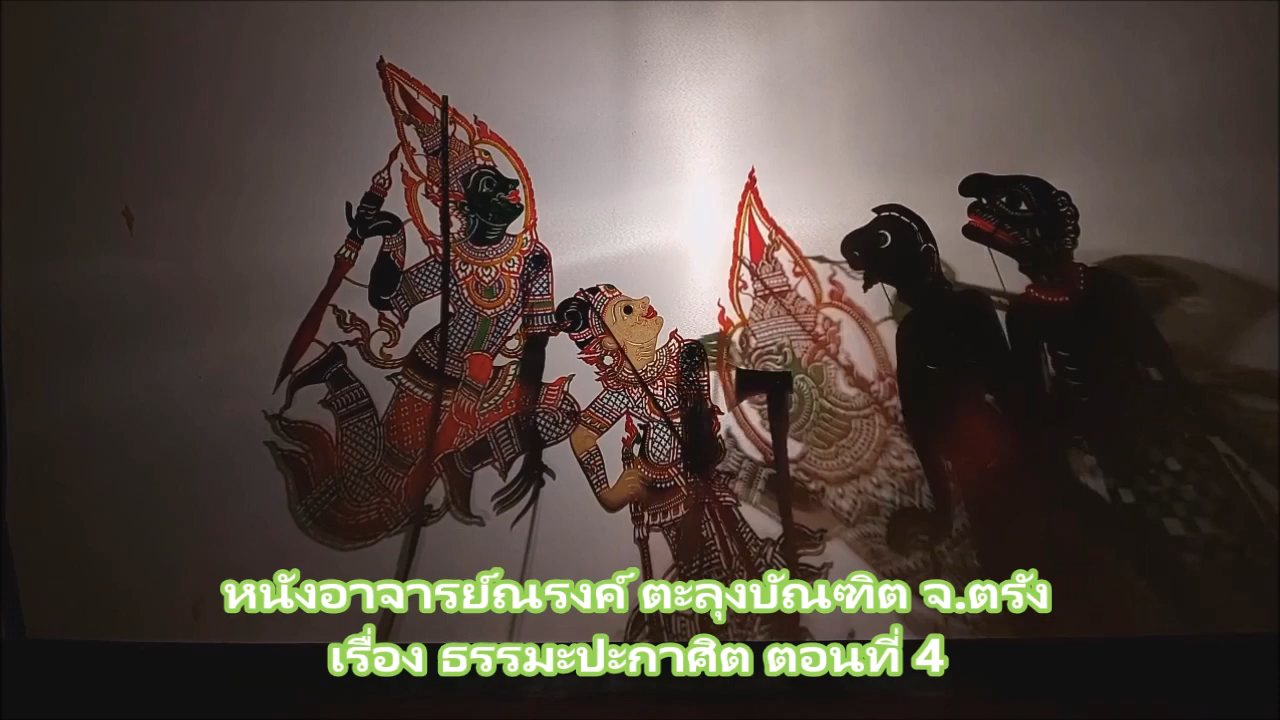 หนังอาจารย์ณรงค์ ตะลุงบัณฑิต จ.ตรัง
เรื่อง ธรรมะปะกาศิต ตอนที่ 4